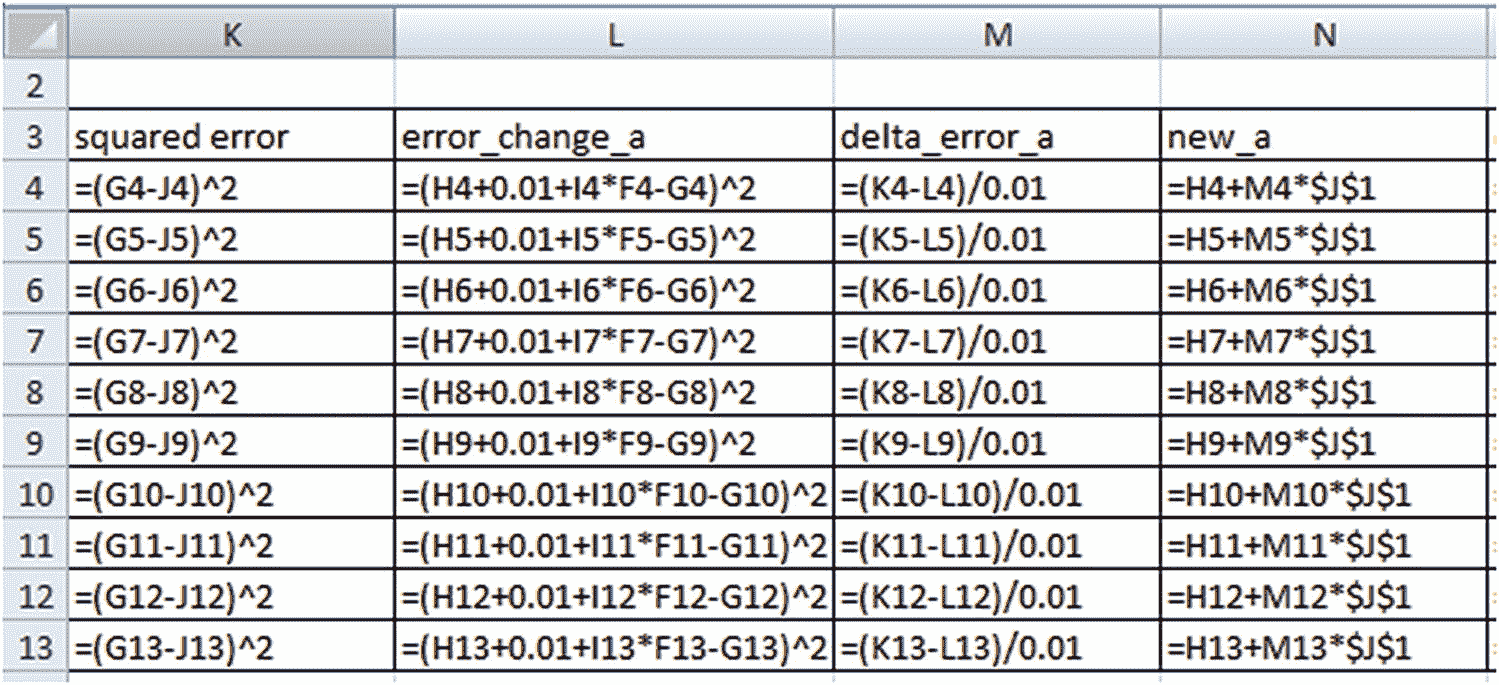 K L M N
2
3 squared error error_change_a delta_error_a new_a
4 =(G4-J4)^2 =(H4+0.01+I4*F4-G4)^2 =(K4-L4)/0.01 =H4+M4*$J$1
5 =(G5-J5)^2 =(H5+0.01+I5*F5-G5)^2 =(K5-L5)/0.01 =H5+M5*$J$1
6 =(G6-J6)^2 =(H6+0.01+I6*F6-G6)^2 =(K6-L6)/0.01 =H6+M6*$J$1
7 =(G7-J7)^2 =(H7+0.01+I7*F7-G7)^2 =(K7-L7)/0.01 =H7+M7*$J$1
8 =(G8-J8)^2 =(H8+0.01+I8*F8-G8)^2 =(K8-L8)/0.01 =H8+M8*$J$1
9 =(G9-J9)^2 =(H9+0.01+I9*F9-G9)^2 =(K9-L9)/0.01 =H9+M9*$J$1
10 =(G10-J10)^2 =(H10+0.01+I10*F10-G10)^2 =(K10-L10)/0.01 =H10+M10*$J$1
11 =(G11-J11)^2 =(H11+0.01+I11*F11-G11)^2 =(K11-L11)/0.01 =H11+M11*$J$1
12 =(G12-J12)^2 =(H12+0.01+I12*F12-G12)^2 =(K12-L12)/0.01 =H12+M12*$J$1
13 =(G13-J13)^2 =(H13+0.01+I13*F13-G13)^2 =(K13-L13)/0.01 =H13+M13*$J$1